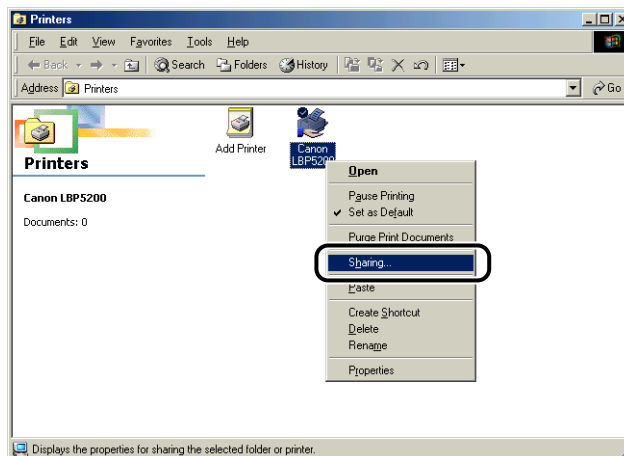 Printers
File Edit View Favorites Tools Help
Back Search Folders History
Address Printers Go
Printers
Canon LBP5200
Documents: 0
Add Printer
Canon
LBP5200
Open
Pause Printing
Set as Default
Purge Print Documents
Sharing...
Paste
Create Shortcut
Delete
Rename
Properties
Displays the properties for sharing the selected folder or printer.